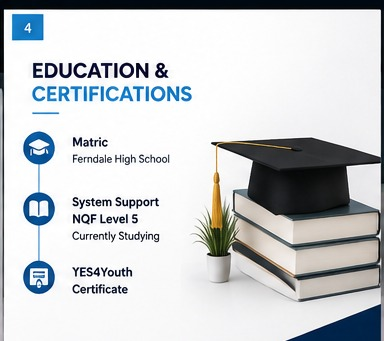 4
EDUCATION &
CERTIFICATIONS
Matric
Ferndale High School
System Support
NQF Level 5
Currently Studying
YES4Youth
Certificate